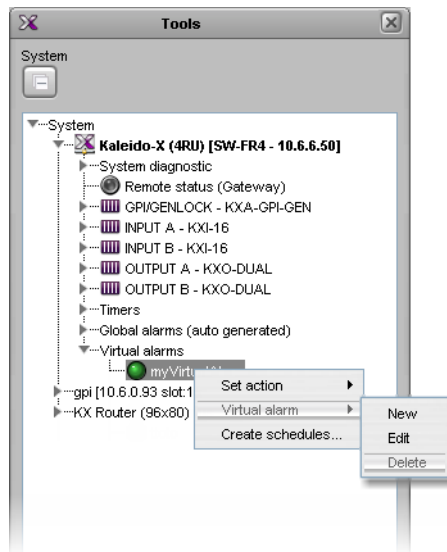 Tools
System
System
Kaleido-X (4RU) [SW-FR4 - 10.6.6.50]
System diagnostic
Remote status (Gateway)
GPI/GENLOCK - KXA-GPI-GEN
INPUT A - KXI-16
INPUT B - KXI-16
OUTPUT A - KXO-DUAL
OUTPUT B - KXO-DUAL
Timers
Global alarms (auto generated)
Virtual alarms
gpi [10.6.0.93 slot:1
KX Router (96x80)
Set action
Virtual alarm
Create schedules...
New
Edit
Delete